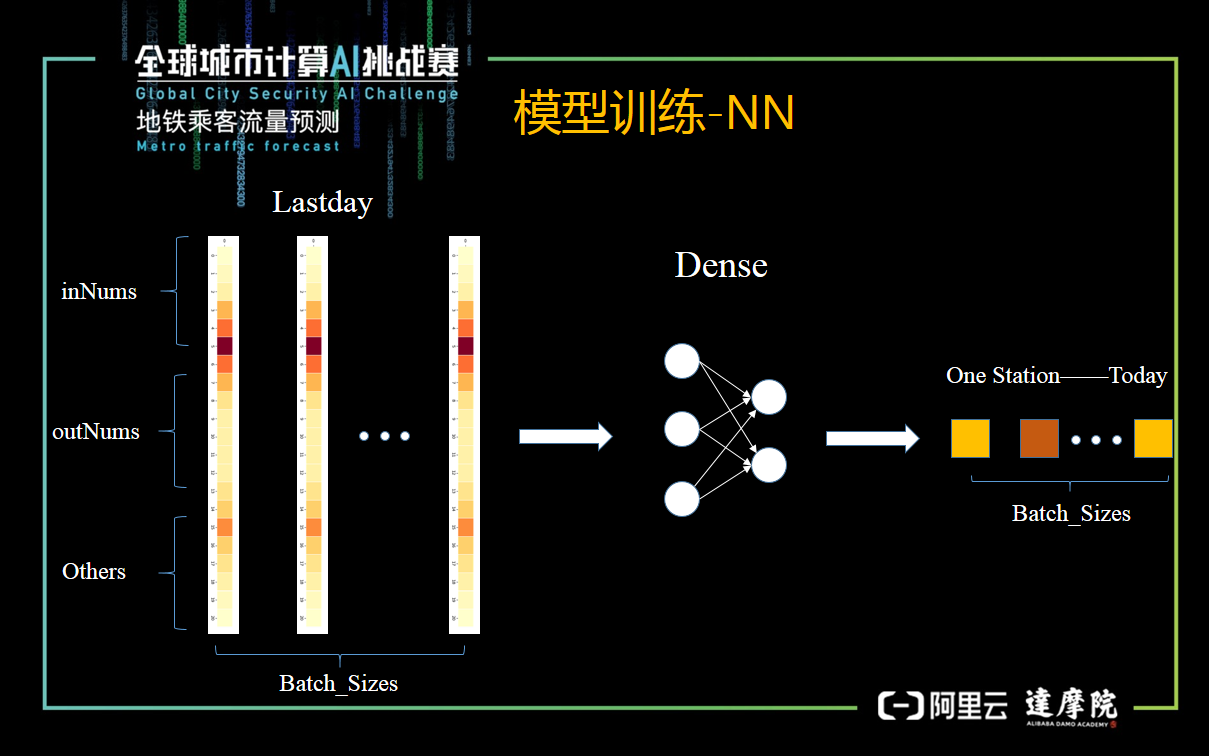 全球城市计算AI挑战赛
Global City Security AI Challenge
地铁乘客流量预测
Metro traffic forecast
模型训练-NN
Lastday
inNums
outNums
Others
Batch_Sizes
Dense
One Station——Today
Batch_Sizes
阿里云
達摩院
ALIBABA DAMO ACADEMY